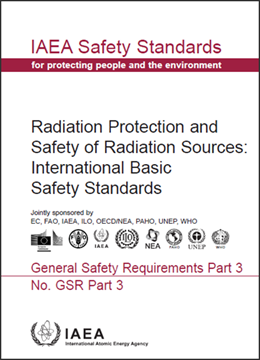 IAEA Safety Standards
for protecting people and the environment
Radiation Protection and
Safety of Radiation Sources:
International Basic
Safety Standards
Jointly sponsored by
EC, FAO, IAEA, ILO, OECD/NEA, PAHO, UNEP, WHO
IAEA
NEA
PAHO
UNEP
WHO
General Safety Requirements Part 3
No. GSR Part 3
IAEA
International Atomic Energy Agency